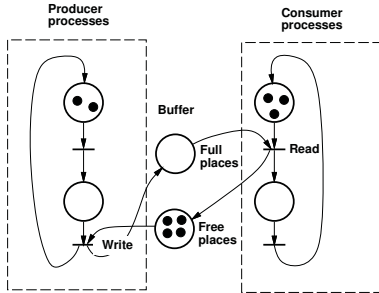 Producer
processes
Consumer
processes
Buffer
Full
places
Read
Free
places
Write